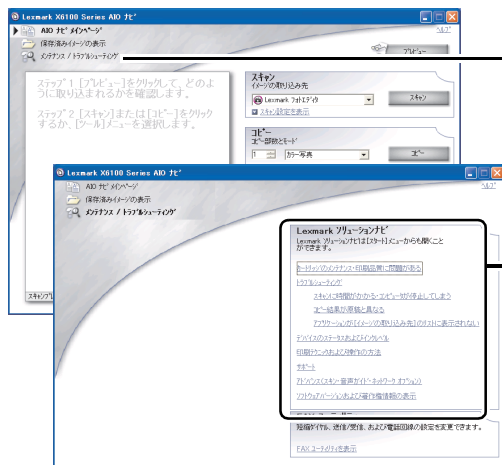 Lexmark X6100 Series AIO ナビ
AIO ナビ メインページ
ヘルプ
保存済みイメージの表示
メンテナンス / トラブルシューティング
プレビュー
ステップ 1 [プレビュー]をクリックして、どのよ
うに取り込まれるかを確認します。
ステップ 2 [スキャン]または[コピー]をクリック
するか、[ツール]メニューを選択します。
スキャン
イメージの取り込み先
Lexmark フォトエディタ
スキャン
スキャン設定を表示
コピー
コピー部数とモード
1
カラー写真
コピー
Lexmark X6100 Series AIO ナビ
AIO ナビ メインページ
ヘルプ
保存済みイメージの表示
メンテナンス / トラブルシューティング
Lexmark ソリューションナビ
Lexmark ソリューションナビは[スタート]メニューからも開くこと
ができます。
カートリッジのメンテナンス・印刷品質に問題がある
トラブルシューティング
スキャンに時間がかかる・コンピュータが停止してしまう
コピー結果が原稿と異なる
アプリケーションが[イメージの取り込み先]のリストに表示されない
デバイスのステータスおよびインクレベル
印刷テクニックおよび操作の方法
サポート
アドバンス(スキャン・音声ガイド・ネットワーク オプション)
ソフトウェアバージョンおよび著作権情報の表示
短縮ダイヤル、送信/受信、および電話回線の設定を変更できます。
FAX ユーティリティを表示